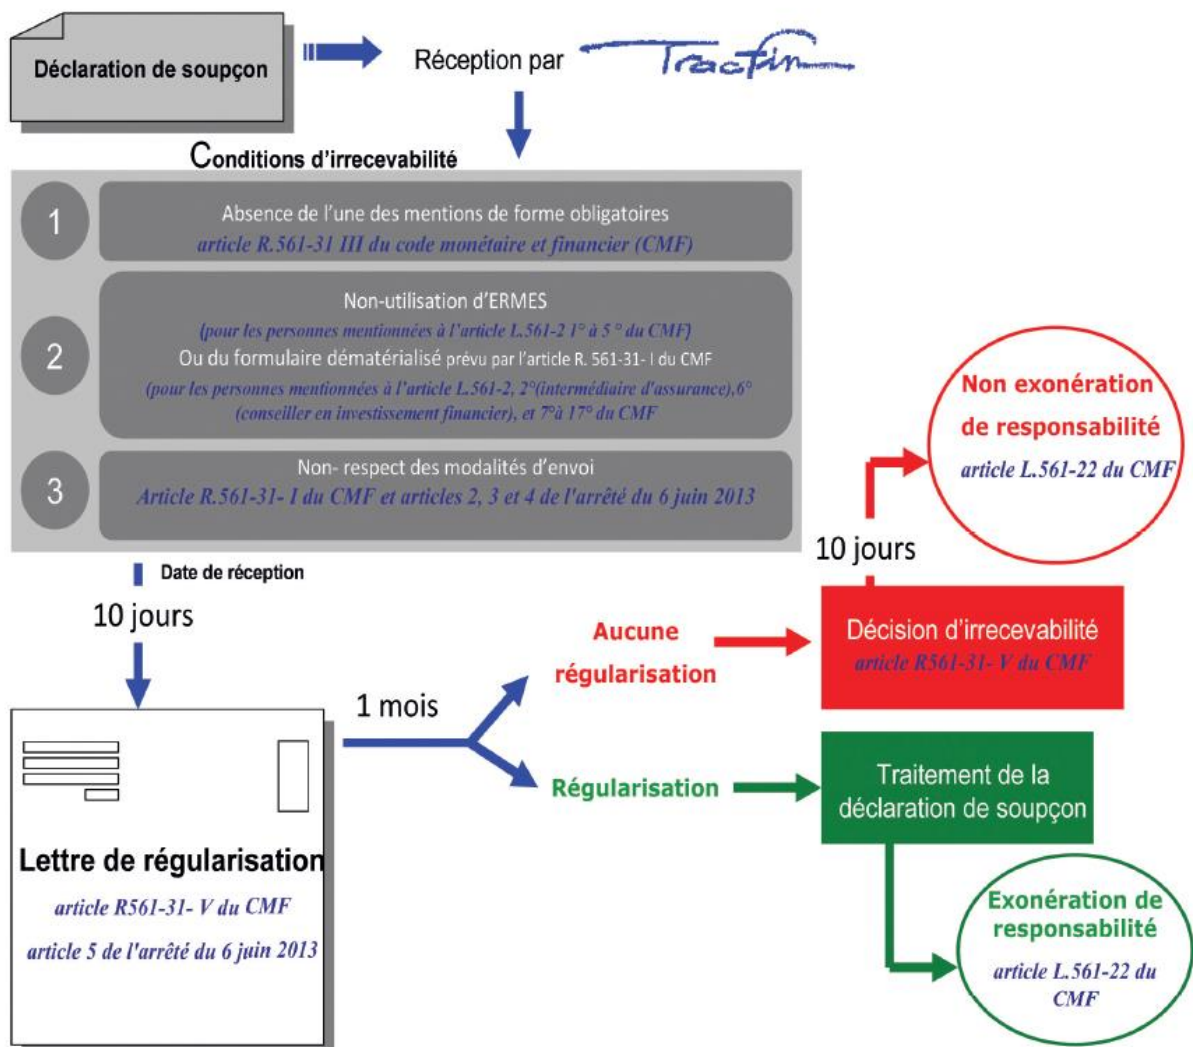 Déclaration de soupçon
Réception par
Tracfin
Conditions d'irrecevabilité
1
Absence de l'une des mentions de forme obligatoires
article R.561-31 III du code monétaire et financier (CMF)
2
Non-utilisation d'ERMES
(pour les personnes mentionnées à l'article L.561-2 1° à 5 ° du CMF)
Ou du formulaire dématérialisé prévu par l'article R. 561-31- I du CMF
(pour les personnes mentionnées à l'article L.561-2, 2°(intermédiaire d'assurance),6°
(conseiller en investissement financier), et 7°à 17° du CMF
3
Non- respect des modalités d'envoi
Article R.561-31- I du CMF et articles 2, 3 et 4 de l'arrêté du 6 juin 2013
Date de réception
10 jours
Lettre de régularisation
article R561-31- V du CMF
article 5 de l'arrêté du 6 juin 2013
1 mois
Aucune
régularisation
Décision d'irrecevabilité
article R561-31- V du CMF
10 jours
Non exonération
de responsabilité
article L.561-22 du CMF
Régularisation
Traitement de la
déclaration de soupçon
Exonération de
responsabilité
article L.561-22 du
CMF